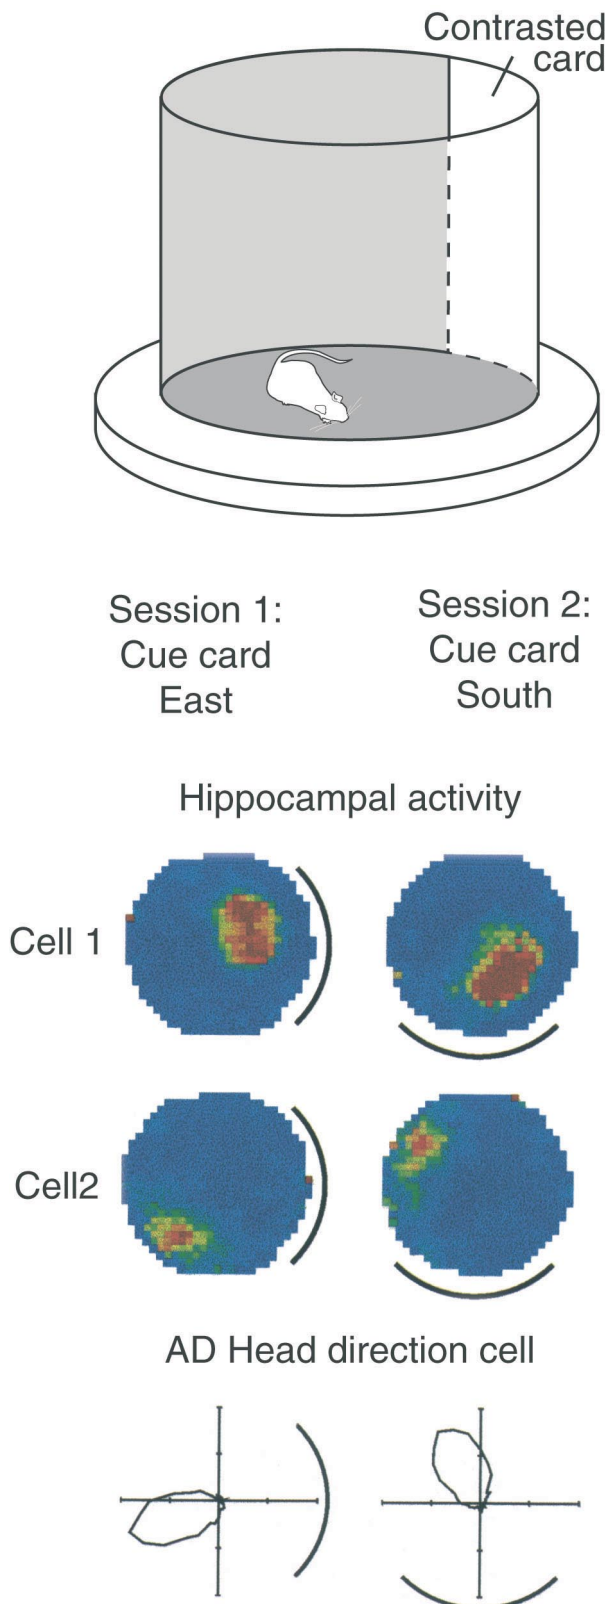 Contrasted
card
Session 1:
Cue card
East
Session 2:
Cue card
South
Hippocampal activity
Cell 1
Cell2
AD Head direction cell